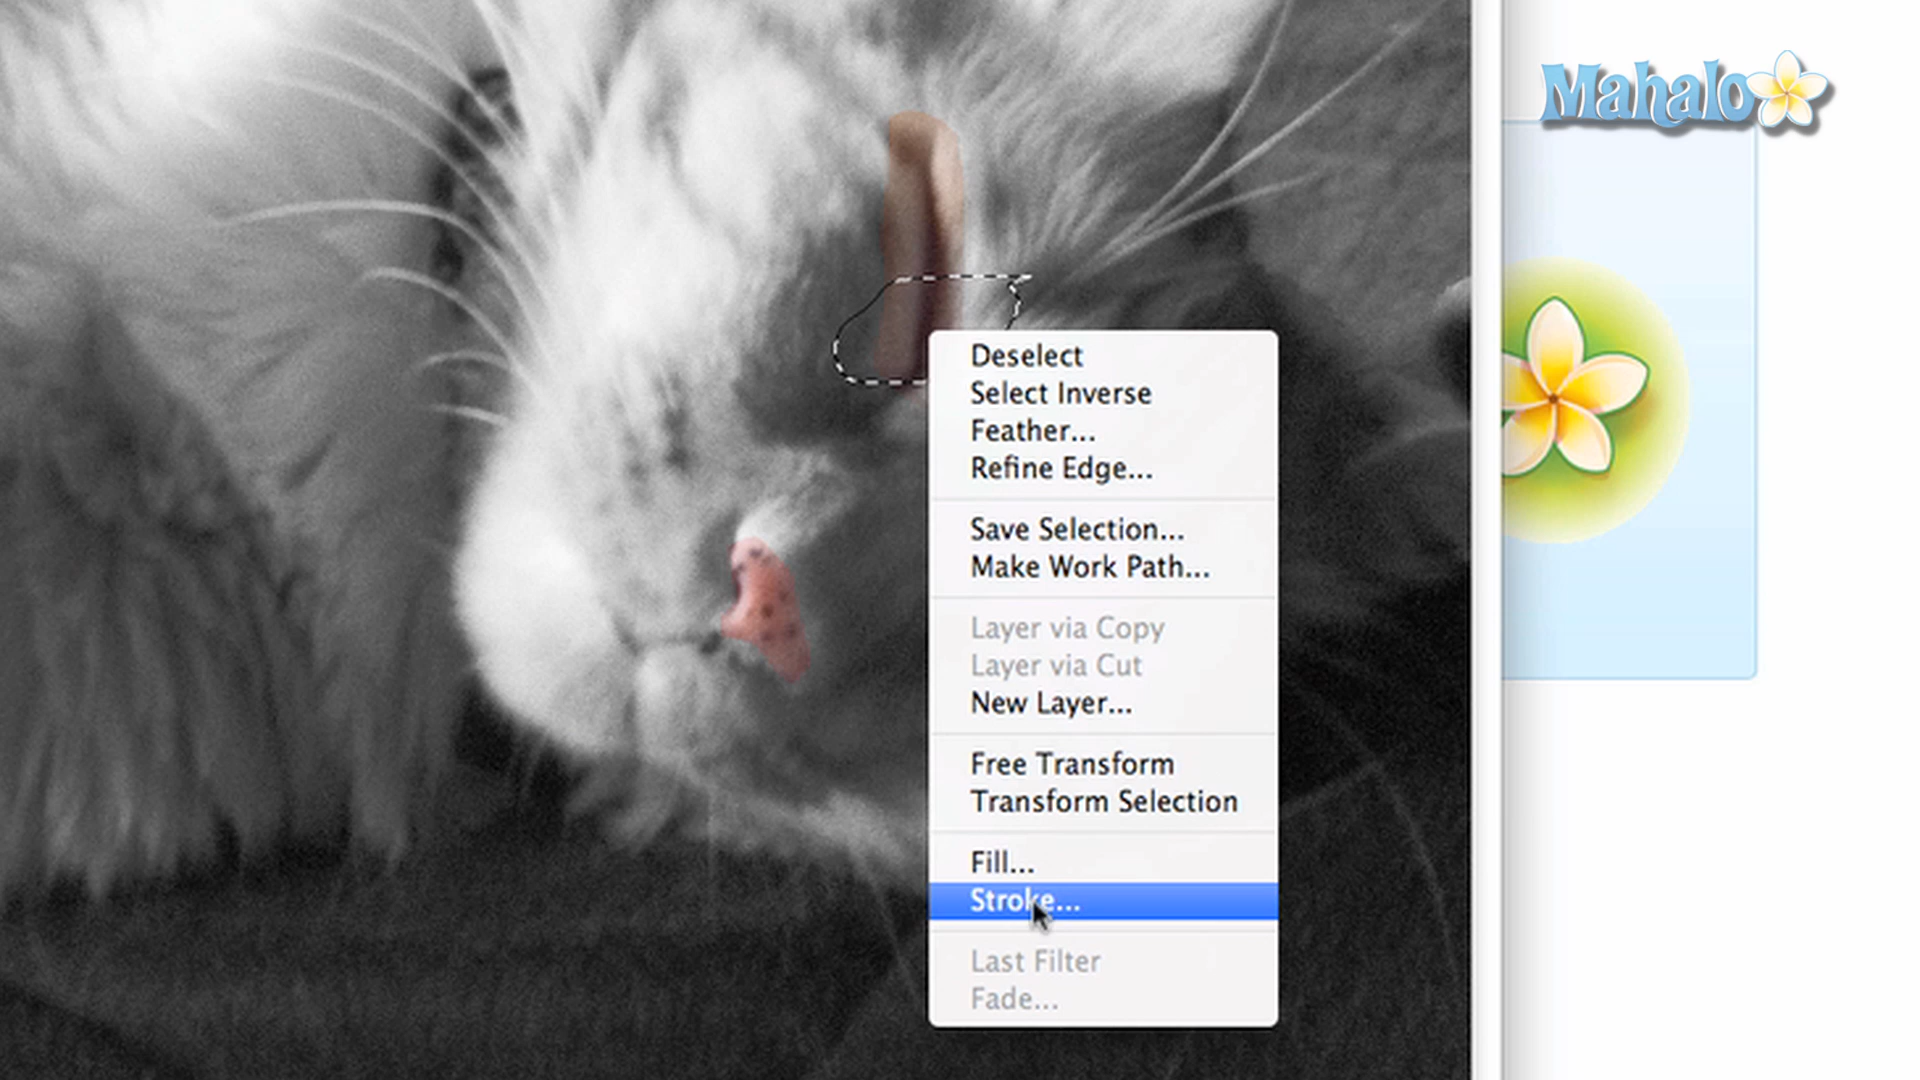 Mahalo
Deselect
Select Inverse
Feather...
Refine Edge...
Save Selection...
Make Work Path...
Layer via Copy
Layer via Cut
New Layer...
Free Transform
Transform Selection
Fill...
Stroke...
Last Filter
Fade...